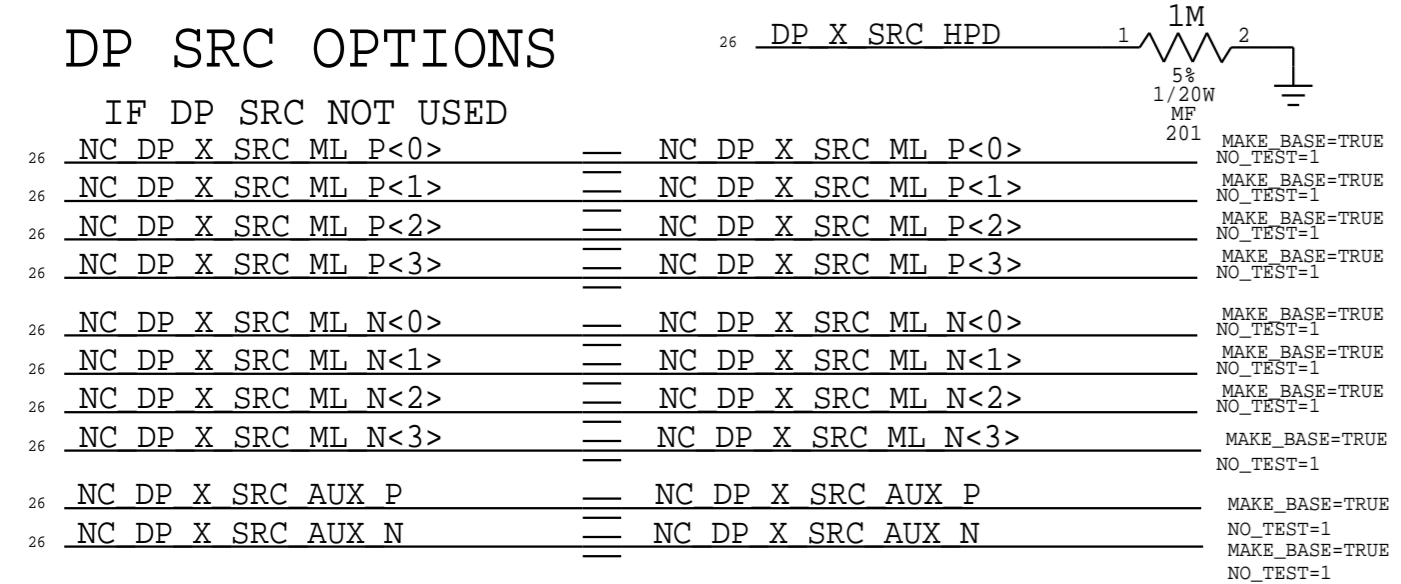 DP SRC OPTIONS
26 DP_X_SRC_HPD 1 1M 2
5%
1/20W
MF
201
IF DP SRC NOT USED
26 NC_DP_X_SRC_ML_P<0> NC_DP_X_SRC_ML_P<0> MAKE_BASE=TRUE
NO_TEST=1
26 NC_DP_X_SRC_ML_P<1> NC_DP_X_SRC_ML_P<1> MAKE_BASE=TRUE
NO_TEST=1
26 NC_DP_X_SRC_ML_P<2> NC_DP_X_SRC_ML_P<2> MAKE_BASE=TRUE
NO_TEST=1
26 NC_DP_X_SRC_ML_P<3> NC_DP_X_SRC_ML_P<3> MAKE_BASE=TRUE
NO_TEST=1
26 NC_DP_X_SRC_ML_N<0> NC_DP_X_SRC_ML_N<0> MAKE_BASE=TRUE
NO_TEST=1
26 NC_DP_X_SRC_ML_N<1> NC_DP_X_SRC_ML_N<1> MAKE_BASE=TRUE
NO_TEST=1
26 NC_DP_X_SRC_ML_N<2> NC_DP_X_SRC_ML_N<2> MAKE_BASE=TRUE
NO_TEST=1
26 NC_DP_X_SRC_ML_N<3> NC_DP_X_SRC_ML_N<3> MAKE_BASE=TRUE
NO_TEST=1
26 NC_DP_X_SRC_AUX_P NC_DP_X_SRC_AUX_P MAKE_BASE=TRUE
NO_TEST=1
26 NC_DP_X_SRC_AUX_N NC_DP_X_SRC_AUX_N MAKE_BASE=TRUE
NO_TEST=1